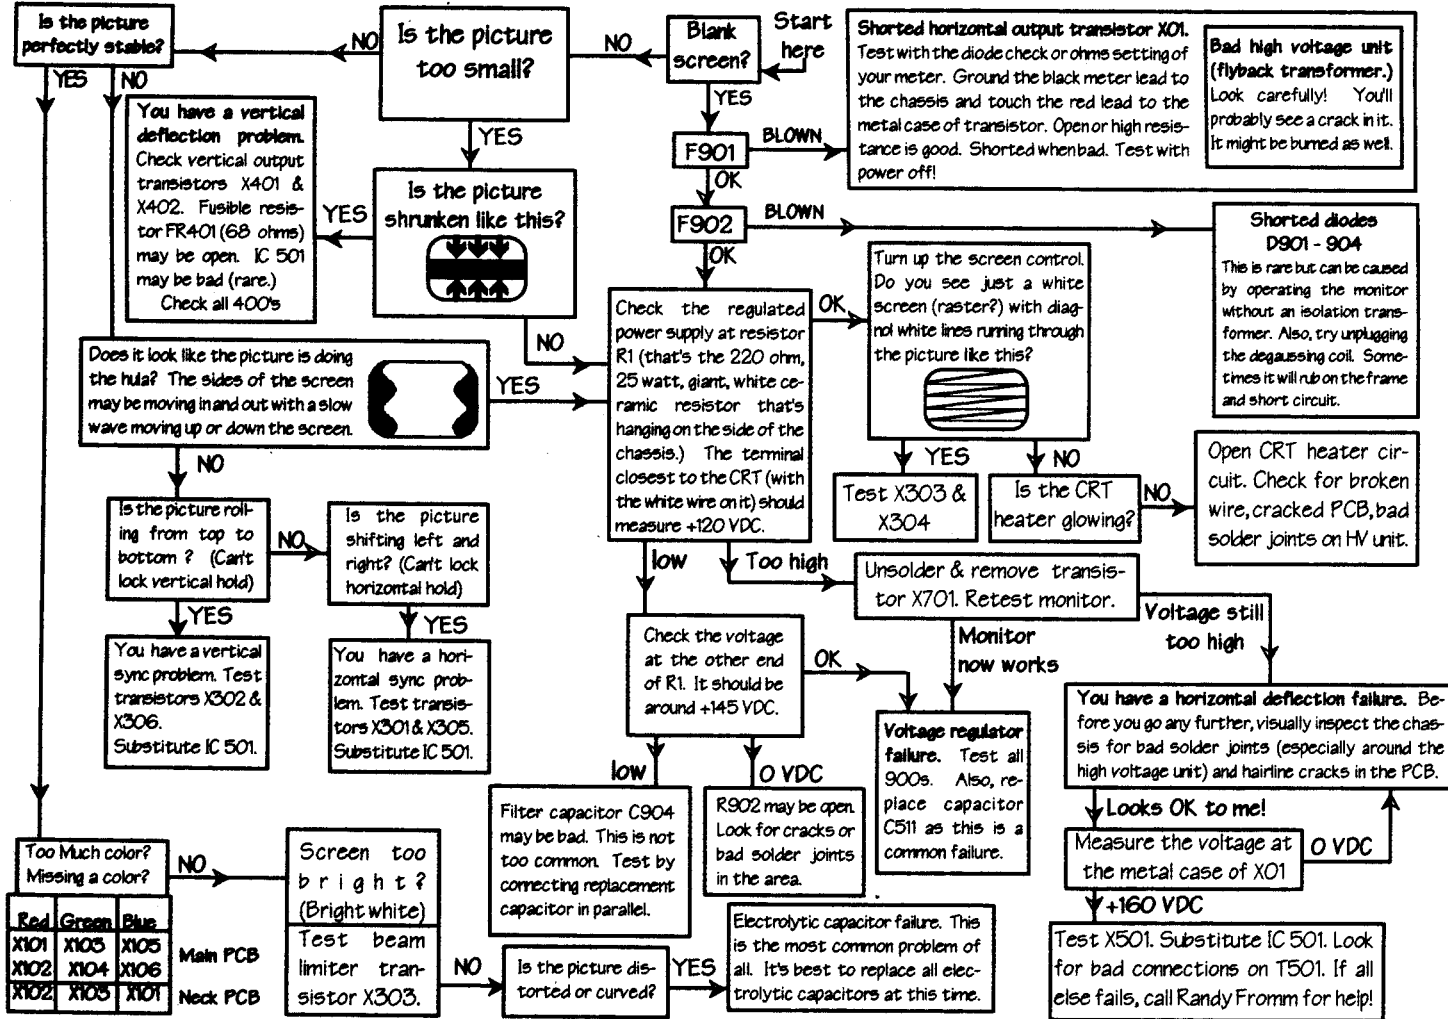 Is the picture
perfectly stable?
NO
Is the picture
too small?
NO
Blank
screen?
Start
here
YES
NO
YES
YES
Shorted horizontal output transistor X01.
Test with the diode check or ohms setting of
your meter. Ground the black meter lead to
the chassis and touch the red lead to the
metal case of transistor. Open or high resis-
tance is good. Shorted when bad. Test with
power off!
Bad high voltage unit
(flyback transformer.)
Look carefully! You'll
probably see a crack in it.
It might be burned as well.
F901
BLOWN
OK
F902
BLOWN
OK
Shorted diodes
D901 - 904
This is rare but can be caused
by operating the monitor
without an isolation trans-
former. Also, try unplugging
the degaussing coil. Some-
times it will rub on the frame
and short circuit.
You have a vertical
deflection problem.
Check vertical output
transistors X401 &
X402. Fusible resis-
tor FR401 (68 ohms)
may be open. IC 501
may be bad (rare.)
Check all 400's
YES
Is the picture
shrunken like this?
NO
Check the regulated
power supply at resistor
R1 (that's the 220 ohm,
25 watt, giant, white ce-
ramic resistor that's
hanging on the side of the
chassis.) The terminal
closest to the CRT (with
the white wire on it) should
measure +120 VDC.
OK
Turn up the screen control.
Do you see just a white
screen (raster?) with diag-
nol white lines running through
the picture like this?
YES
NO
Test X303 &
X304
Is the CRT
heater glowing?
NO
Open CRT heater cir-
cuit. Check for broken
wire, cracked PCB, bad
solder joints on HV unit.
Does it look like the picture is doing
the hula? The sides of the screen
may be moving in and out with a slow
wave moving up or down the screen.
YES
NO
Is the picture roll-
ing from top to
bottom ? (Can't
lock vertical hold)
NO
Is the picture
shifting left and
right? (Can't lock
horizontal hold)
YES
YES
You have a vertical
sync problem. Test
transistors X302 &
X306.
Substitute IC 501.
You have a hori-
zontal sync prob-
lem. Test transis-
tors X301 & X305.
Substitute IC 501.
low
Too high
Unsolder & remove transis-
tor X701. Retest monitor.
Monitor
now works
Voltage still
too high
Check the voltage
at the other end
of R1. It should be
around +145 VDC.
OK
low
0 VDC
Voltage regulator
failure. Test all
900s. Also, re-
place capacitor
C511 as this is a
common failure.
You have a horizontal deflection failure. Be-
fore you go any further, visually inspect the chas-
sis for bad solder joints (especially around the
high voltage unit) and hairline cracks in the PCB.
Looks OK to me!
Measure the voltage at
the metal case of X01
0 VDC
+160 VDC
Test X501. Substitute IC 501. Look
for bad connections on T501. If all
else fails, call Randy Fromm for help!
Filter capacitor C904
may be bad. This is not
too common. Test by
connecting replacement
capacitor in parallel.
R902 may be open.
Look for cracks or
bad solder joints
in the area.
Too Much color?
Missing a color?
NO
Red Green Blue
X101 X103 X105
X102 X104 X106
Main PCB
X102 X103 X101
Neck PCB
Screen too
bright?
(Bright white)
Test beam
limiter tran-
sistor X303.
NO
Is the picture dis-
torted or curved?
YES
Electrolytic capacitor failure. This
is the most common problem of
all. It's best to replace all elec-
trolytic capacitors at this time.